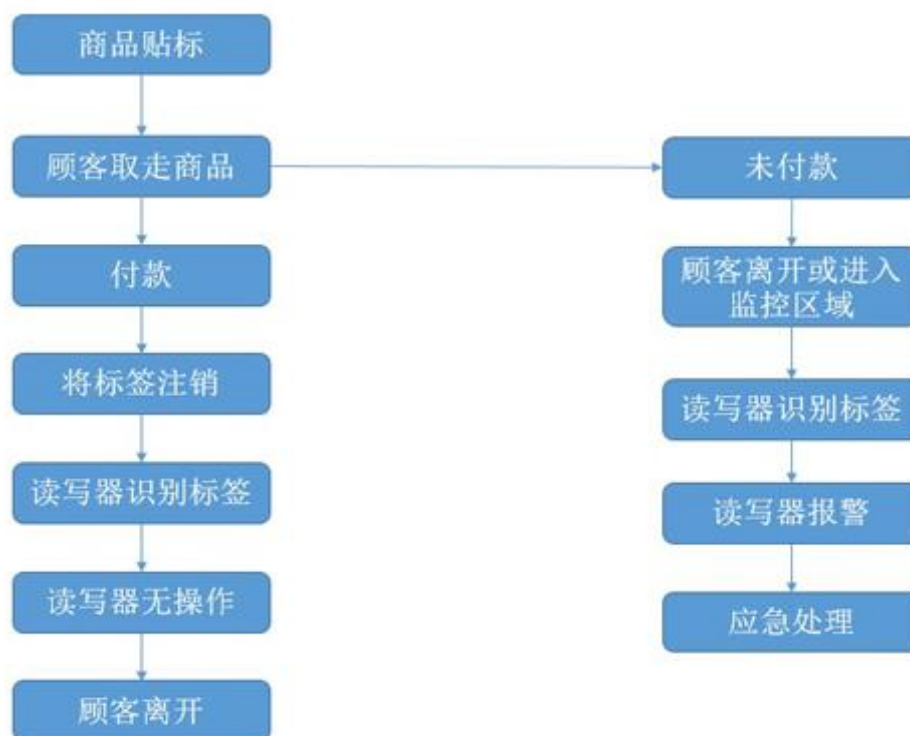 商品贴标
顾客取走商品
付款
将标签注销
读写器识别标签
读写器无操作
顾客离开
未付款
顾客离开或进入
监控区域
读写器识别标签
读写器报警
应急处理